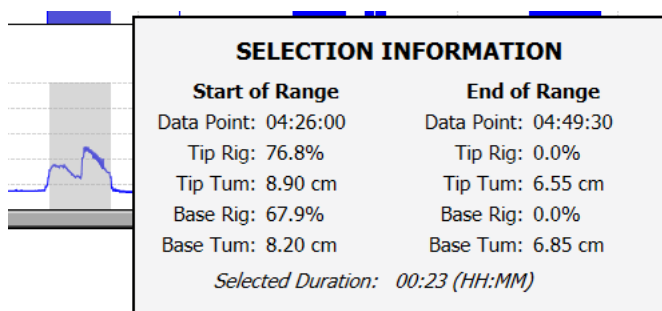 SELECTION INFORMATION
Start of Range End of Range
Data Point: 04:26:00 Data Point: 04:49:30
Tip Rig: 76.8% Tip Rig: 0.0%
Tip Tum: 8.90 cm Tip Tum: 6.55 cm
Base Rig: 67.9% Base Rig: 0.0%
Base Tum: 8.20 cm Base Tum: 6.85 cm
Selected Duration: 00:23 (HH:MM)